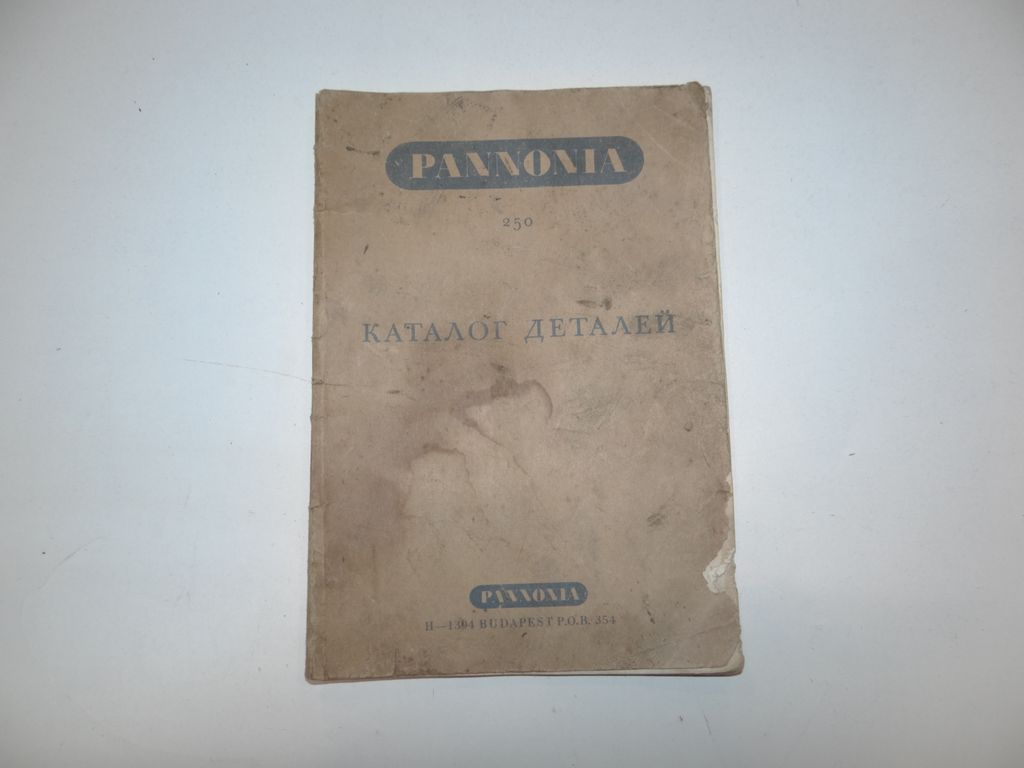 PANNONIA
250
КАТАЛОГ ДЕТАЛЕЙ
PANNONIA
H—1394 BUDAPEST P.O.B. 354